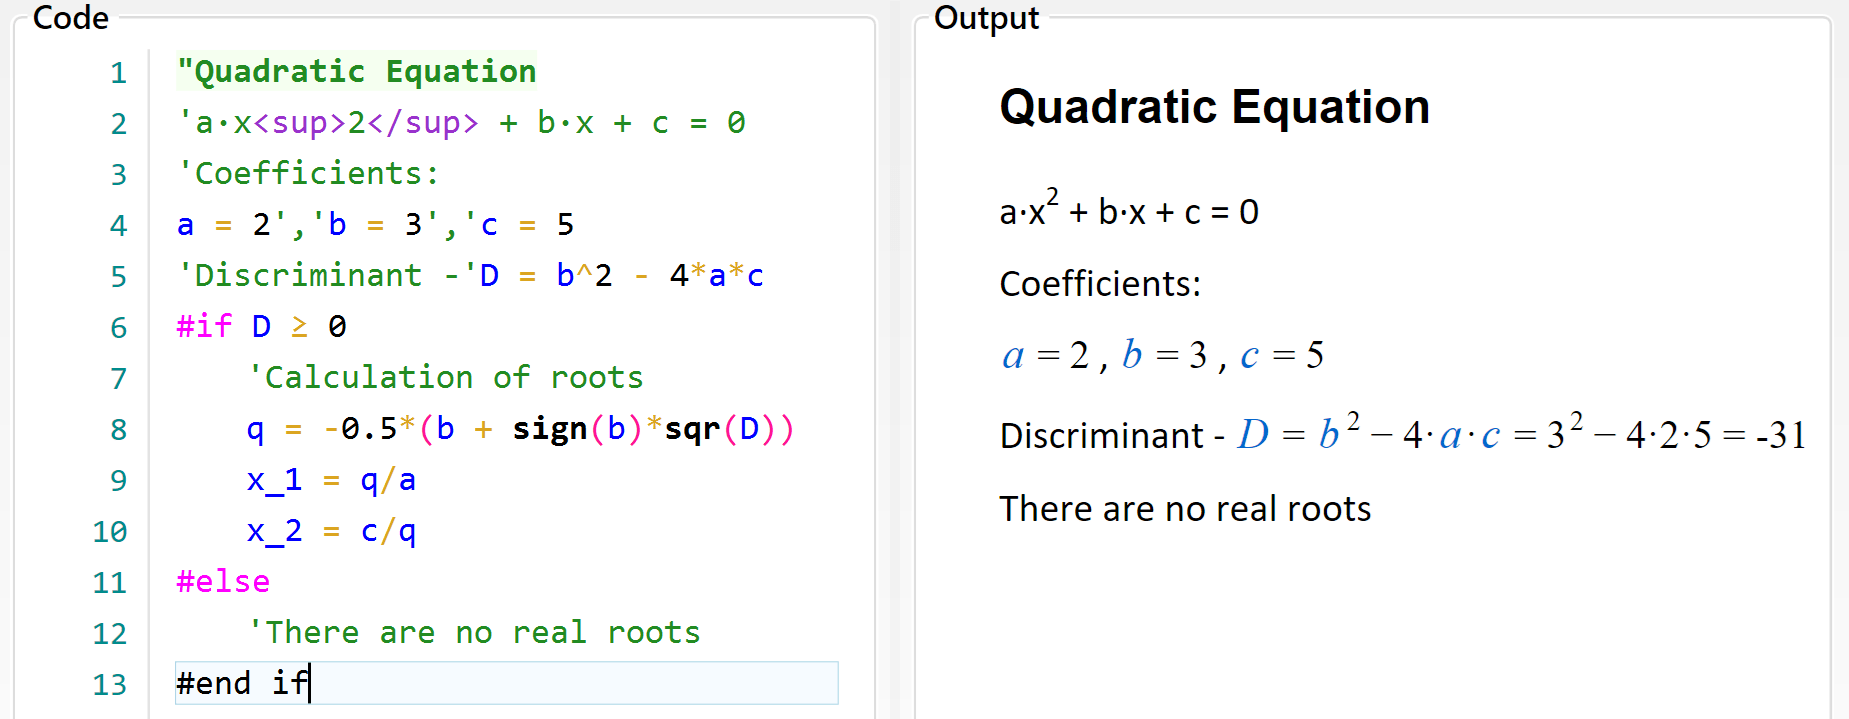 Code
1 "Quadratic Equation
2 'a·x<sup>2</sup> + b·x + c = 0
3 'Coefficients:
4 a = 2','b = 3','c = 5
5 'Discriminant -'D = b^2 - 4*a*c
6 #if D ≥ 0
7 'Calculation of roots
8 q = -0.5*(b + sign(b)*sqr(D))
9 x_1 = q/a
10 x_2 = c/q
11 #else
12 'There are no real roots
13 #end if
Output
Quadratic Equation
a·x² + b·x + c = 0
Coefficients:
a = 2 , b = 3 , c = 5
Discriminant - D = b² − 4·a·c = 3² − 4·2·5 = -31
There are no real roots